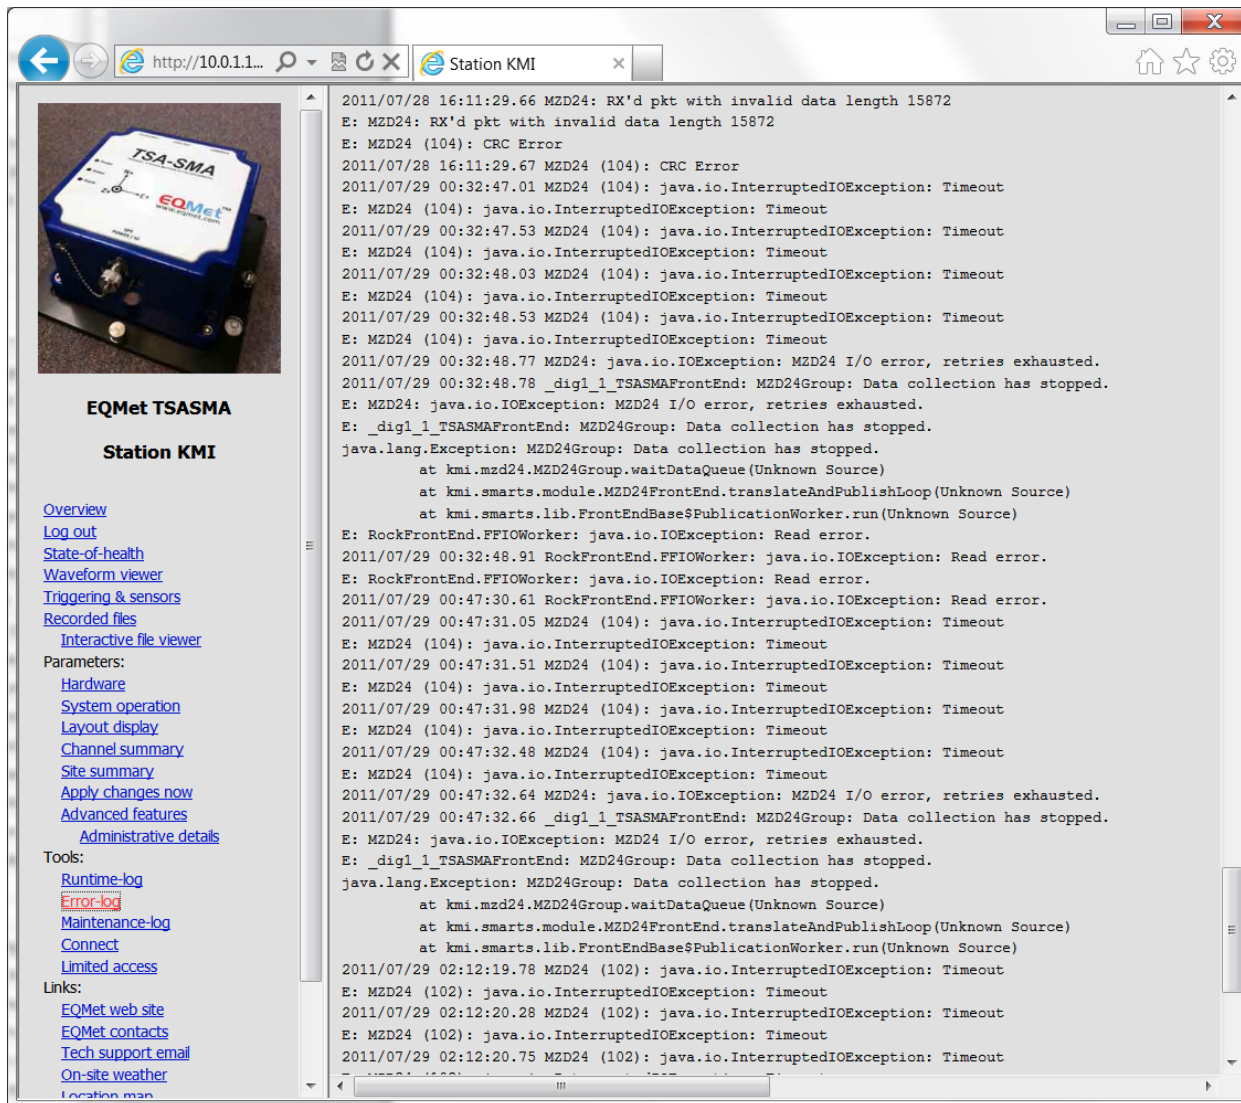 http://10.0.1.1...
Station KMI
TSA-SMA
EQMet
www.eqmet.com
EQMet TSASMA
Station KMI
Overview
Log out
State-of-health
Waveform viewer
Triggering & sensors
Recorded files
Interactive file viewer
Parameters:
Hardware
System operation
Layout display
Channel summary
Site summary
Apply changes now
Advanced features
Administrative details
Tools:
Runtime-log
Error-log
Maintenance-log
Connect
Limited access
Links:
EQMet web site
EQMet contacts
Tech support email
On-site weather
Location map
2011/07/28 16:11:29.66 MZD24: RX'd pkt with invalid data length 15872
E: MZD24: RX'd pkt with invalid data length 15872
E: MZD24 (104): CRC Error
2011/07/28 16:11:29.67 MZD24 (104): CRC Error
2011/07/29 00:32:47.01 MZD24 (104): java.io.InterruptedIOException: Timeout
E: MZD24 (104): java.io.InterruptedIOException: Timeout
2011/07/29 00:32:47.53 MZD24 (104): java.io.InterruptedIOException: Timeout
E: MZD24 (104): java.io.InterruptedIOException: Timeout
2011/07/29 00:32:48.03 MZD24 (104): java.io.InterruptedIOException: Timeout
E: MZD24 (104): java.io.InterruptedIOException: Timeout
2011/07/29 00:32:48.53 MZD24 (104): java.io.InterruptedIOException: Timeout
E: MZD24 (104): java.io.InterruptedIOException: Timeout
2011/07/29 00:32:48.77 MZD24: java.io.IOException: MZD24 I/O error, retries exhausted.
2011/07/29 00:32:48.78 _dig1_1_TSASMAFrontEnd: MZD24Group: Data collection has stopped.
E: MZD24: java.io.IOException: MZD24 I/O error, retries exhausted.
E: _dig1_1_TSASMAFrontEnd: MZD24Group: Data collection has stopped.
java.lang.Exception: MZD24Group: Data collection has stopped.
at kmi.mzd24.MZD24Group.waitDataQueue(Unknown Source)
at kmi.smarts.module.MZD24FrontEnd.translateAndPublishLoop(Unknown Source)
at kmi.smarts.lib.FrontEndBase$PublicationWorker.run(Unknown Source)
E: RockFrontEnd.FFIOWorker: java.io.IOException: Read error.
2011/07/29 00:32:48.91 RockFrontEnd.FFIOWorker: java.io.IOException: Read error.
E: RockFrontEnd.FFIOWorker: java.io.IOException: Read error.
2011/07/29 00:47:30.61 RockFrontEnd.FFIOWorker: java.io.IOException: Read error.
2011/07/29 00:47:31.05 MZD24 (104): java.io.InterruptedIOException: Timeout
E: MZD24 (104): java.io.InterruptedIOException: Timeout
2011/07/29 00:47:31.51 MZD24 (104): java.io.InterruptedIOException: Timeout
E: MZD24 (104): java.io.InterruptedIOException: Timeout
2011/07/29 00:47:31.98 MZD24 (104): java.io.InterruptedIOException: Timeout
E: MZD24 (104): java.io.InterruptedIOException: Timeout
2011/07/29 00:47:32.48 MZD24 (104): java.io.InterruptedIOException: Timeout
E: MZD24 (104): java.io.InterruptedIOException: Timeout
2011/07/29 00:47:32.64 MZD24: java.io.IOException: MZD24 I/O error, retries exhausted.
2011/07/29 00:47:32.66 _dig1_1_TSASMAFrontEnd: MZD24Group: Data collection has stopped.
E: MZD24: java.io.IOException: MZD24 I/O error, retries exhausted.
E: _dig1_1_TSASMAFrontEnd: MZD24Group: Data collection has stopped.
java.lang.Exception: MZD24Group: Data collection has stopped.
at kmi.mzd24.MZD24Group.waitDataQueue(Unknown Source)
at kmi.smarts.module.MZD24FrontEnd.translateAndPublishLoop(Unknown Source)
at kmi.smarts.lib.FrontEndBase$PublicationWorker.run(Unknown Source)
2011/07/29 02:12:19.78 MZD24 (102): java.io.InterruptedIOException: Timeout
E: MZD24 (102): java.io.InterruptedIOException: Timeout
2011/07/29 02:12:20.28 MZD24 (102): java.io.InterruptedIOException: Timeout
E: MZD24 (102): java.io.InterruptedIOException: Timeout
2011/07/29 02:12:20.75 MZD24 (102): java.io.InterruptedIOException: Timeout